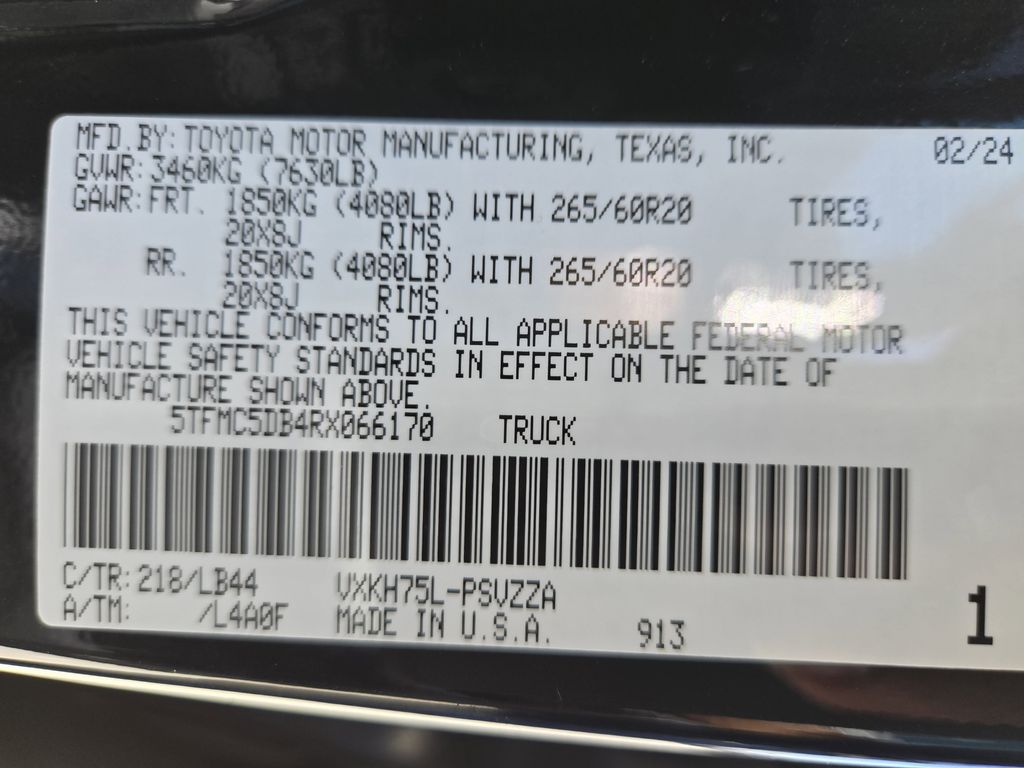 MFD.BY: TOYOTA MOTOR MANUFACTURING, TEXAS, INC. 02/24
GVWR: 3460KG (7630LB)
GAWR: FRT. 1850KG (4080LB) WITH 265/60R20 TIRES,
20X8J RIMS.
RR. 1850KG (4080LB) WITH 265/60R20 TIRES,
20X8J RIMS.
THIS VEHICLE CONFORMS TO ALL APPLICABLE FEDERAL MOTOR
VEHICLE SAFETY STANDARDS IN EFFECT ON THE DATE OF
MANUFACTURE SHOWN ABOVE.
5TFMC5DB4RX066170 TRUCK
C/TR: 218/LB44 VXKH75L-PSVZZA
A/TM: /L4A0F MADE IN U.S.A. 913 1